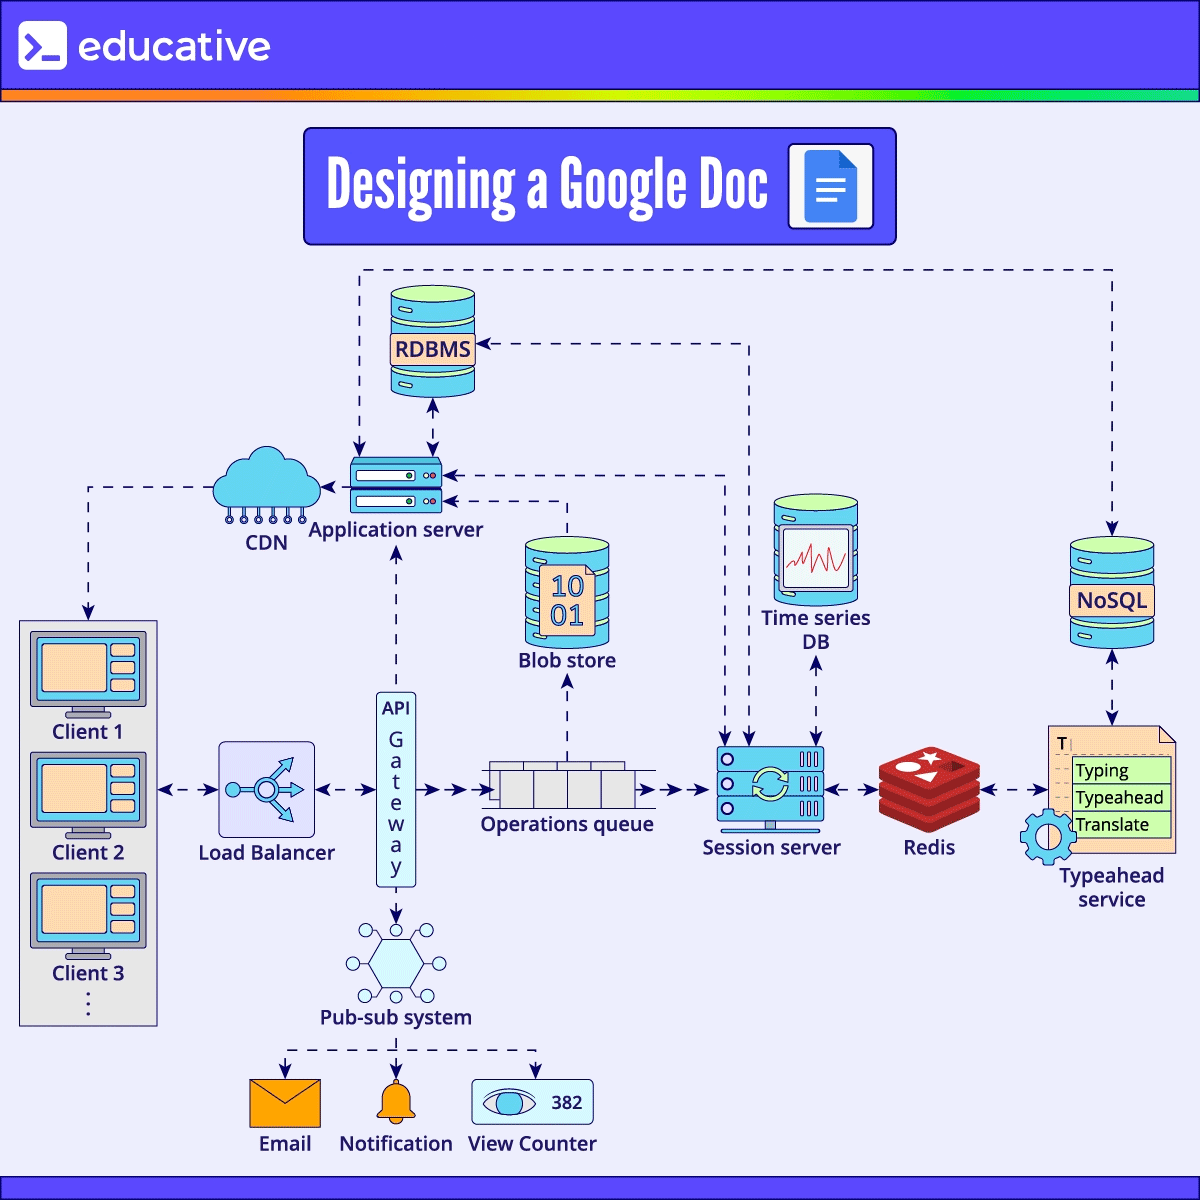 educative
Designing a Google Doc
RDBMS
CDN
Application server
10
01
Blob store
Time series
DB
NoSQL
Client 1
Client 2
Client 3
Load Balancer
API
Gateway
Operations queue
Session server
Redis
T
Typing
Typeahead
Translate
Typeahead
service
Pub-sub system
382
Email
Notification
View Counter